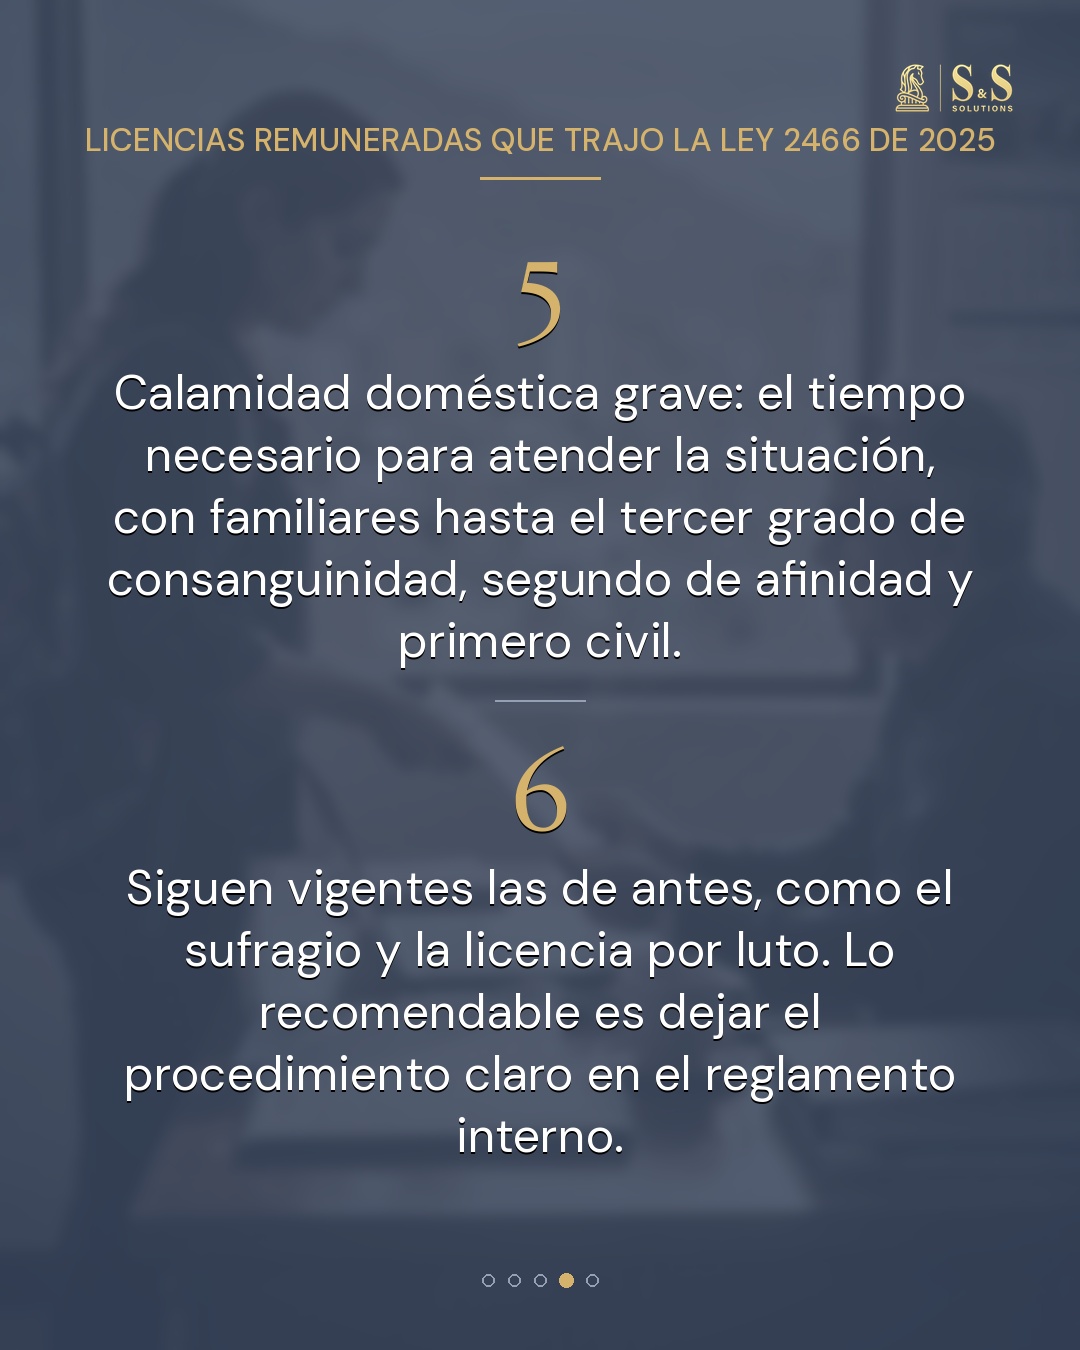 S&S
SOLUTIONS
LICENCIAS REMUNERADAS QUE TRAJO LA LEY 2466 DE 2025
5
Calamidad doméstica grave: el tiempo
necesario para atender la situación,
con familiares hasta el tercer grado de
consanguinidad, segundo de afinidad y
primero civil.
6
Siguen vigentes las de antes, como el
sufragio y la licencia por luto. Lo
recomendable es dejar el
procedimiento claro en el reglamento
interno.